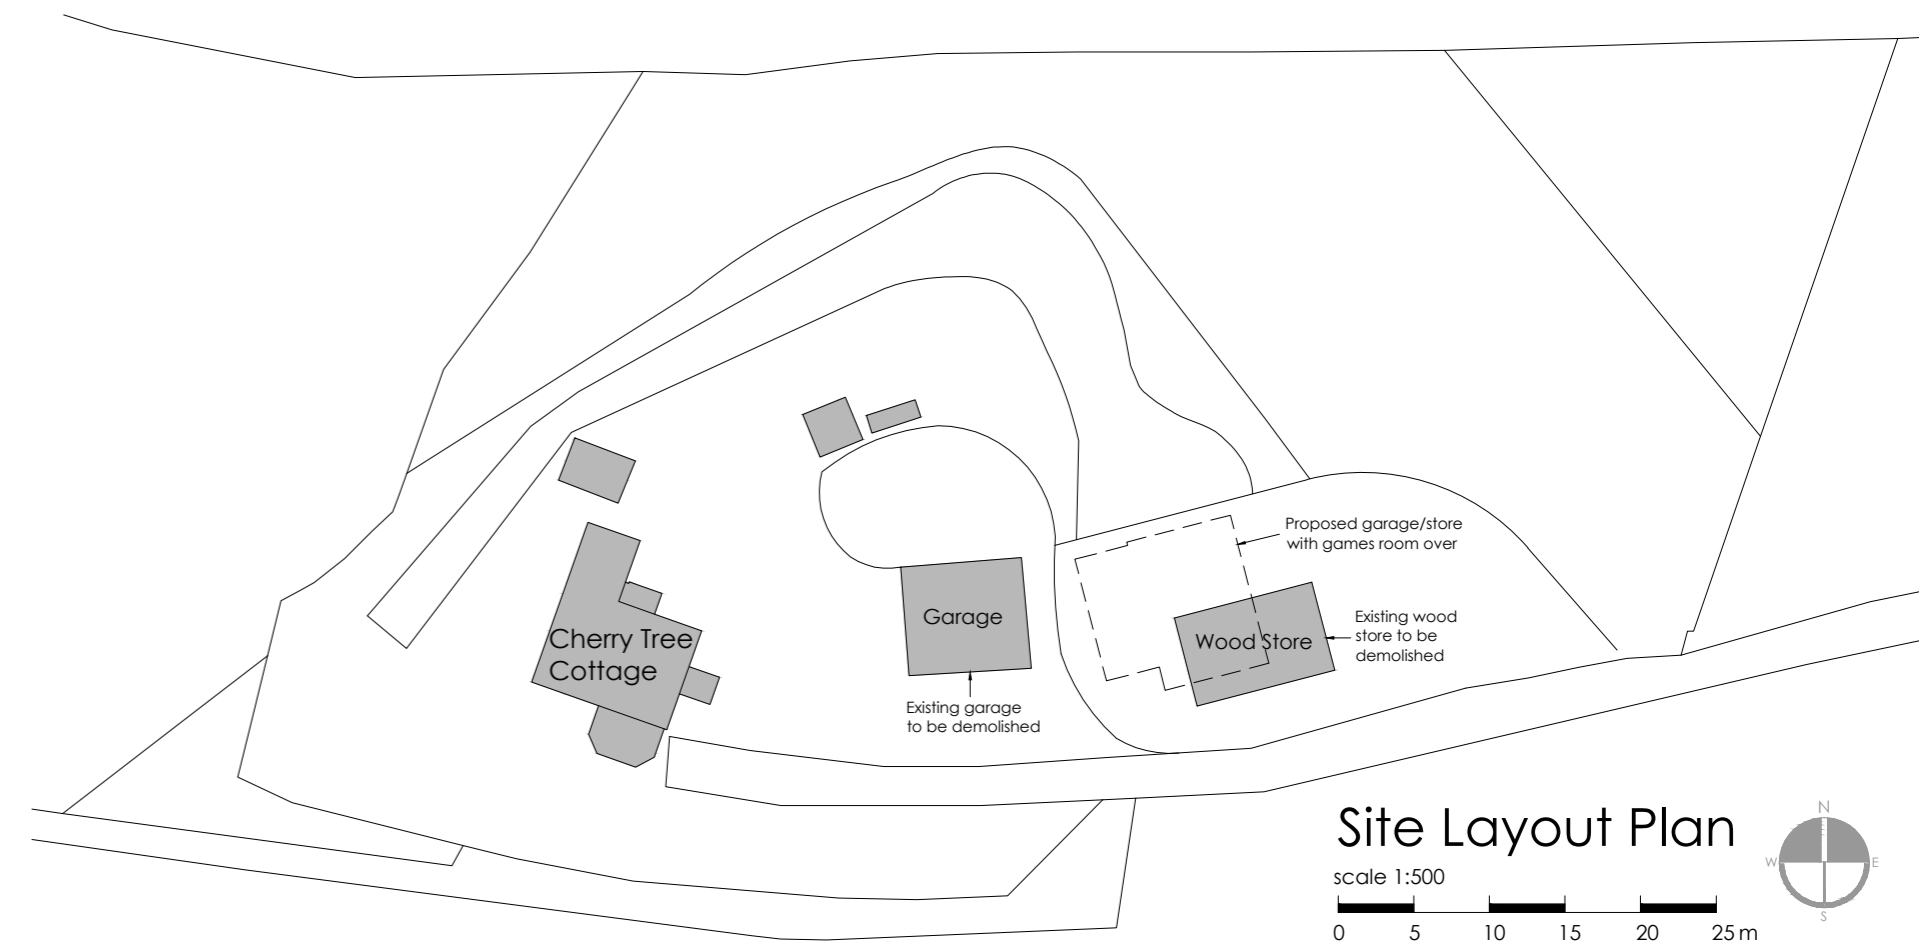 Proposed garage/store
with games room over
Garage
Wood Store
Existing wood
store to be
demolished
Cherry Tree
Cottage
Existing garage
to be demolished
Site Layout Plan
scale 1:500
0 5 10 15 20 25 m
N
W E
S